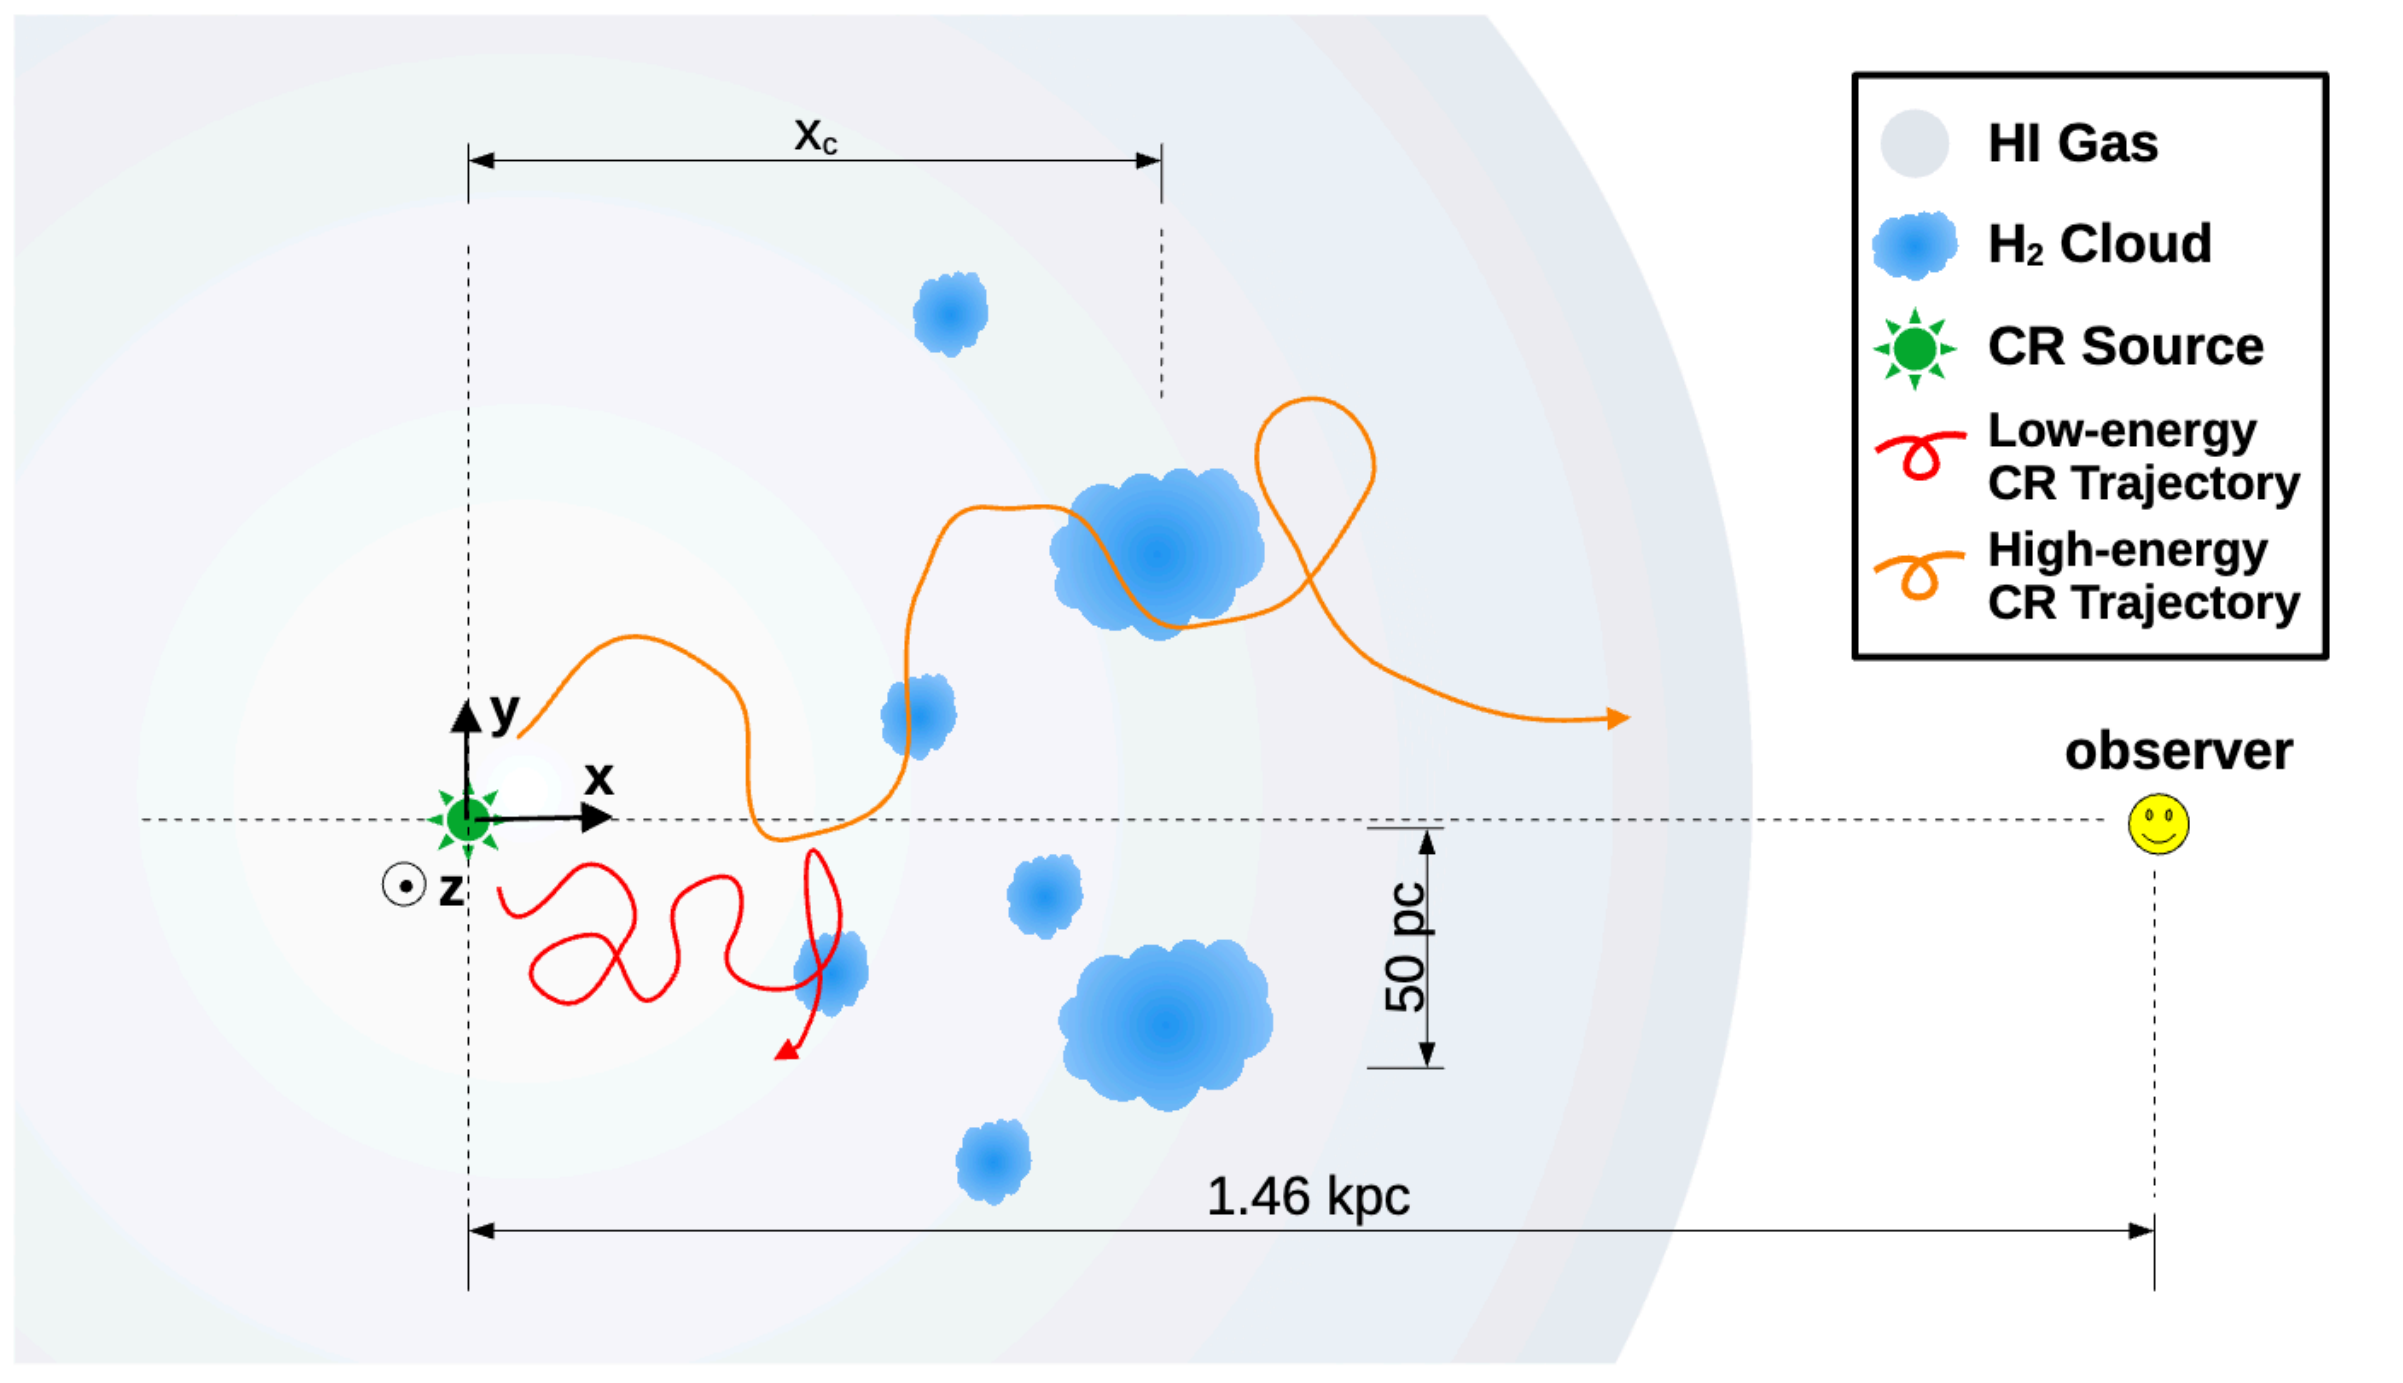 x_c
HI Gas
H₂ Cloud
CR Source
Low-energy
CR Trajectory
High-energy
CR Trajectory
y
x
z
observer
50 pc
1.46 kpc